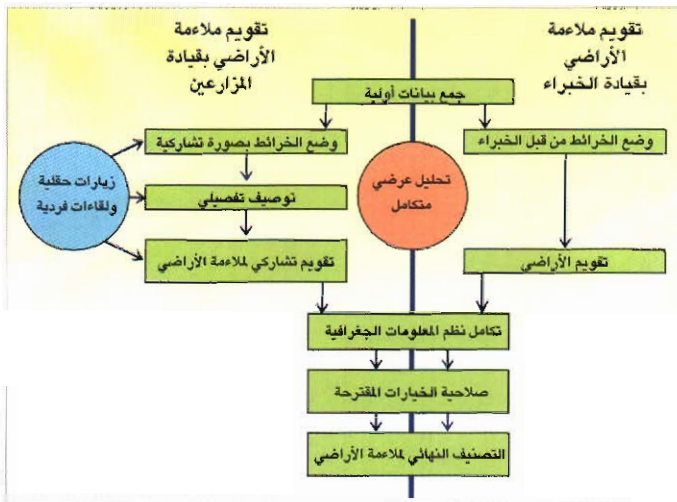 تقويم ملاءمة
الأراضي
بقيادة الخبراء
تقويم ملاءمة
الأراضي بقيادة
المزارعين
جمع بيانات أولية
وضع الخرائط من قبل الخبراء
وضع الخرائط بصورة تشاركية
تحليل عرضي
متكامل
زيارات حقلية
ولقاءات فردية
توصيف تفصيلي
تقويم الأراضي
تقويم تشاركي لملاءمة الأراضي
تكامل نظم المعلومات الجغرافية
صلاحية الخيارات المقترحة
التصنيف النهائي لملاءمة الأراضي